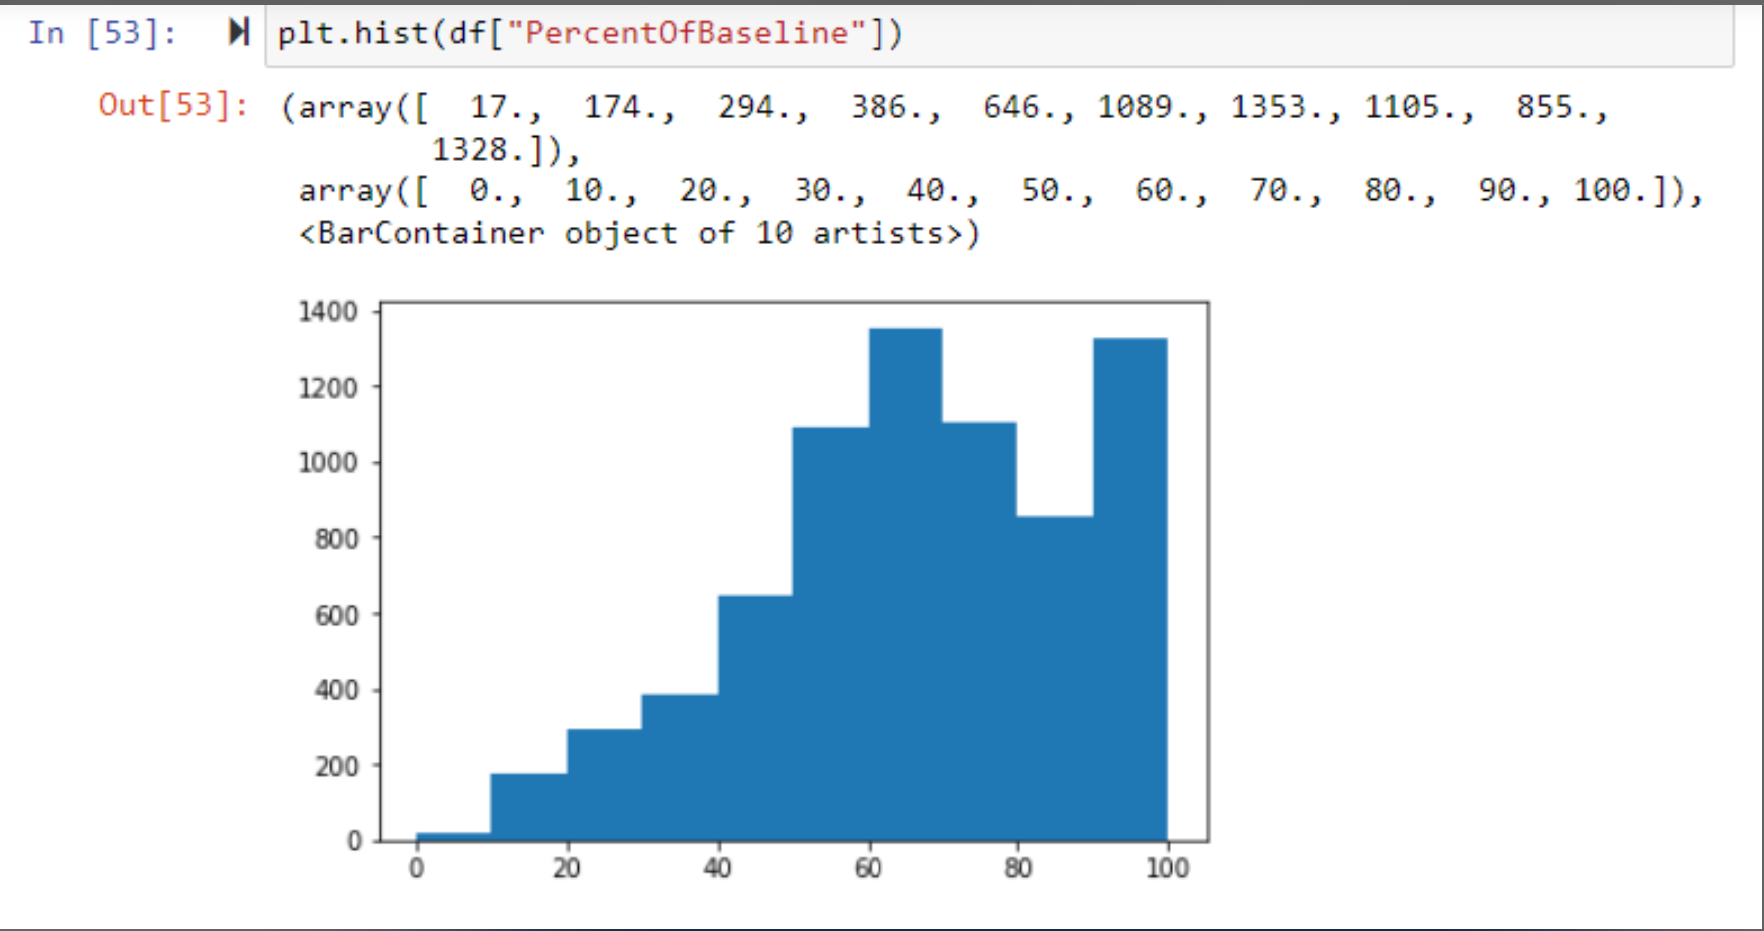 In [53]: plt.hist(df["PercentOfBaseline"])
Out[53]: (array([  17.,  174.,  294.,  386.,  646., 1089., 1353., 1105.,  855.,
1328.]),
array([  0.,  10.,  20.,  30.,  40.,  50.,  60.,  70.,  80.,  90., 100.]),
<BarContainer object of 10 artists>)
1400
1200
1000
800
600
400
200
0
0 20 40 60 80 100